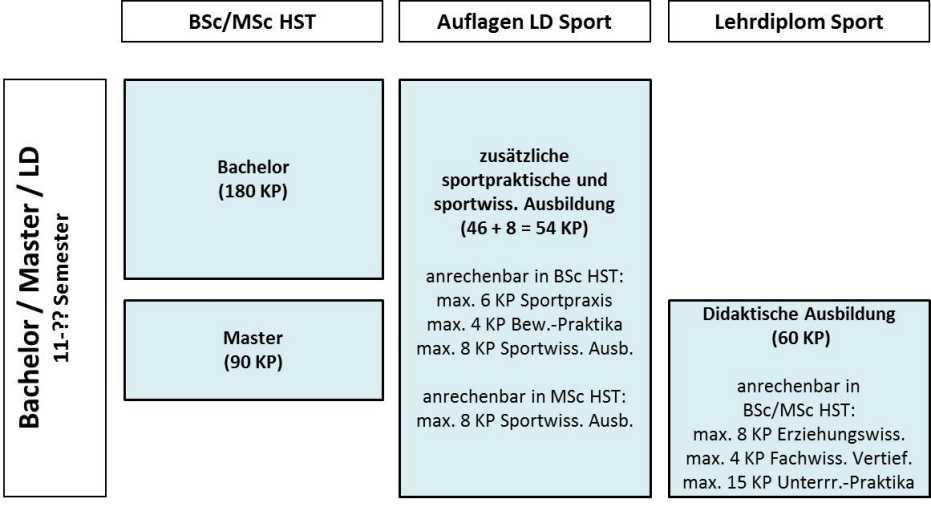 BSc/MSc HST
Auflagen LD Sport
Lehrdiplom Sport
Bachelor / Master / LD
11-?? Semester
Bachelor
(180 KP)
Master
(90 KP)
zusätzliche
sportpraktische und
sportwiss. Ausbildung
(46 + 8 = 54 KP)
anrechenbar in BSc HST:
max. 6 KP Sportpraxis
max. 4 KP Bew.-Praktika
max. 8 KP Sportwiss. Ausb.
anrechenbar in MSc HST:
max. 8 KP Sportwiss. Ausb.
Didaktische Ausbildung
(60 KP)
anrechenbar in
BSc/MSc HST:
max. 8 KP Erziehungswiss.
max. 4 KP Fachwiss. Vertief.
max. 15 KP Unterrr.-Praktika